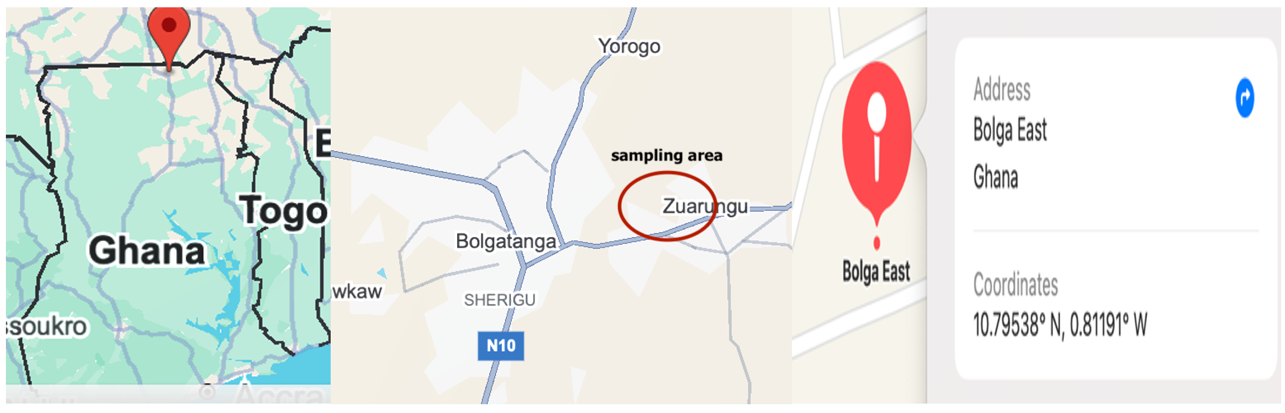 Togo
Ghana
ssoukro
Accra
Yorogo
sampling area
Zuarungu
Bolgatanga
wkaw
SHERIGU
N10
Bolga East
Address
Bolga East
Ghana
Coordinates
10.79538° N, 0.81191° W